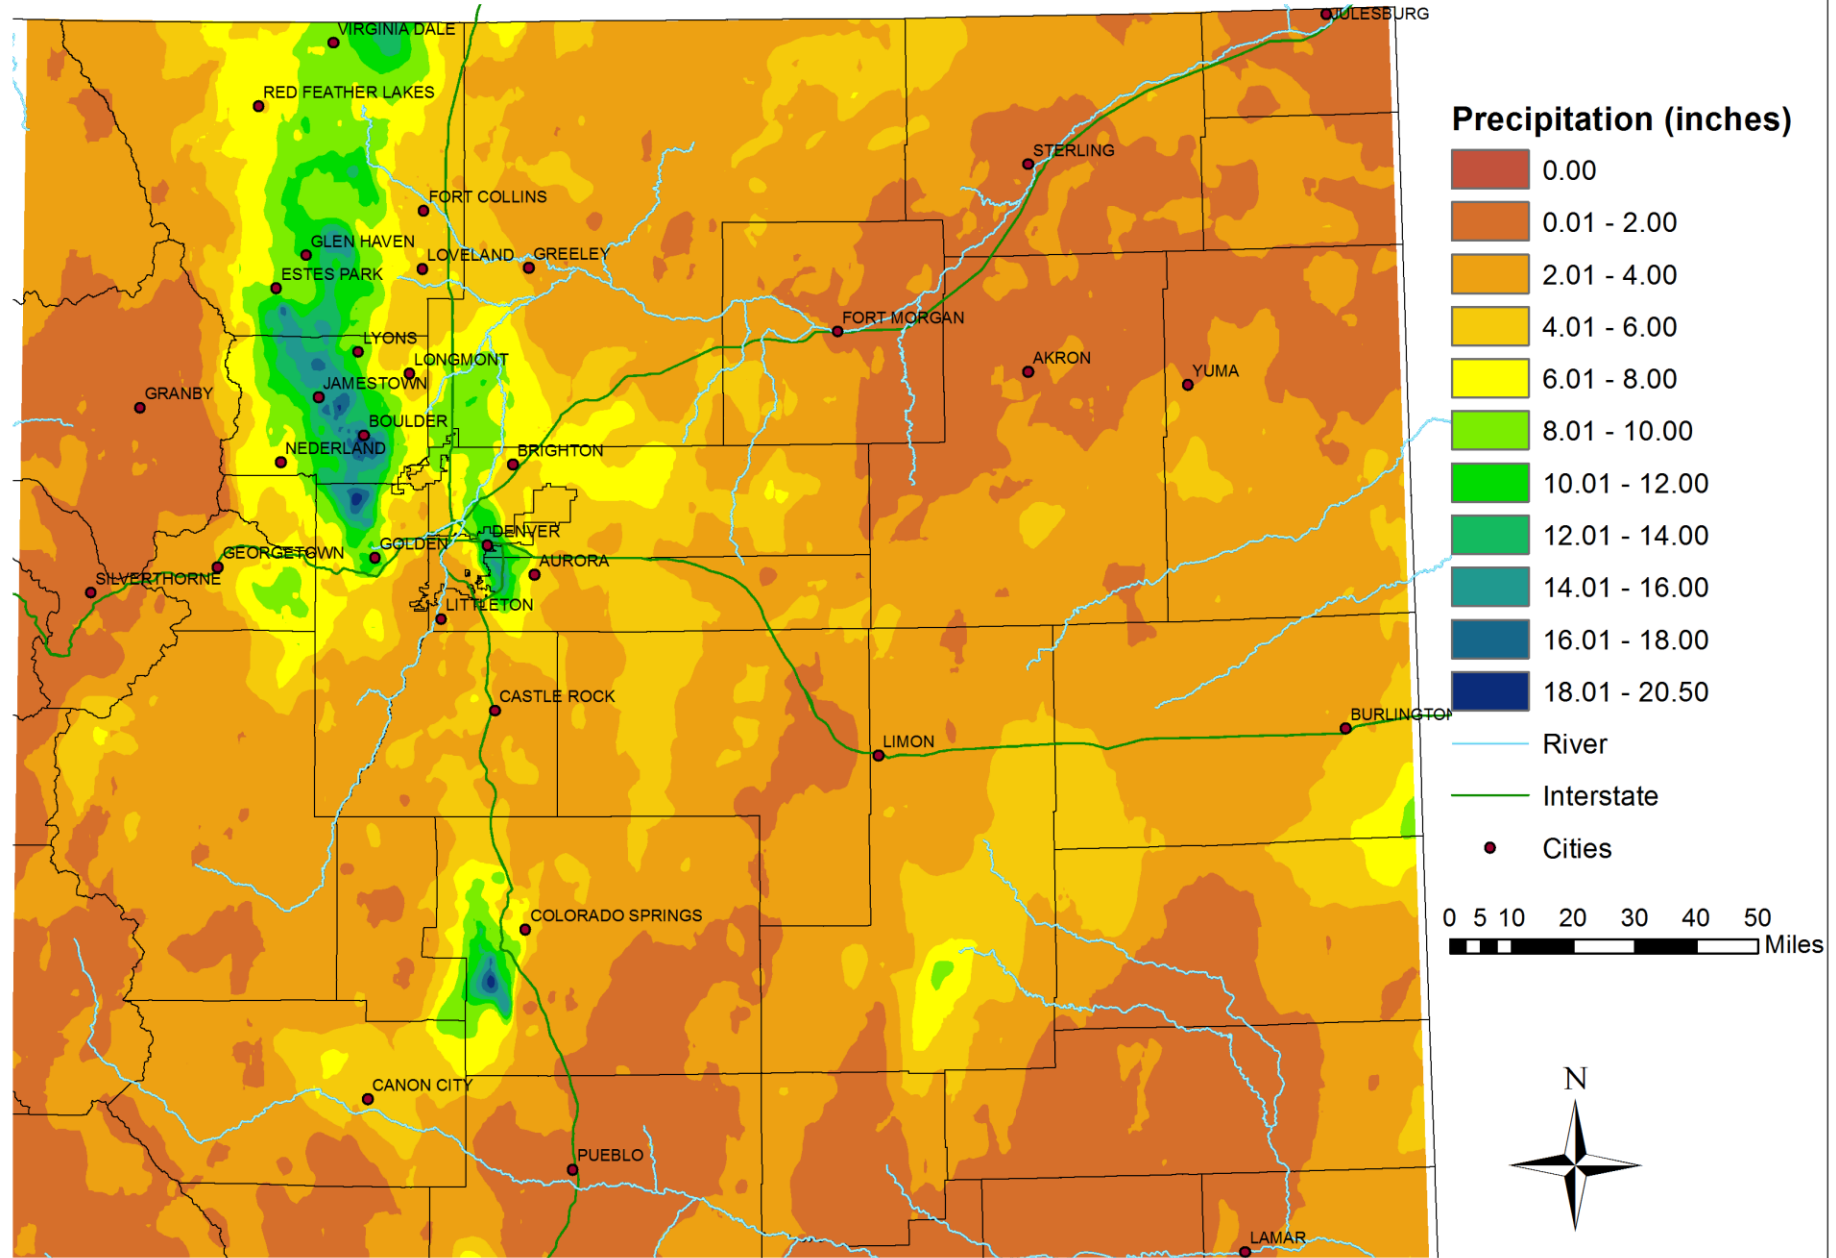 VIRGINIA DALE
JULESBURG
RED FEATHER LAKES
STERLING
FORT COLLINS
GLEN HAVEN
LOVELAND
GREELEY
ESTES PARK
FORT MORGAN
LYONS
LONGMONT
AKRON
YUMA
JAMESTOWN
GRANBY
BOULDER
NEDERLAND
BRIGHTON
DENVER
GOLDEN
GEORGETOWN
AURORA
SILVERTHORNE
LITTLETON
CASTLE ROCK
BURLINGTON
LIMON
COLORADO SPRINGS
CANON CITY
PUEBLO
LAMAR
Precipitation (inches)
0.00
0.01 - 2.00
2.01 - 4.00
4.01 - 6.00
6.01 - 8.00
8.01 - 10.00
10.01 - 12.00
12.01 - 14.00
14.01 - 16.00
16.01 - 18.00
18.01 - 20.50
River
Interstate
Cities
0 5 10 20 30 40 50
Miles
N